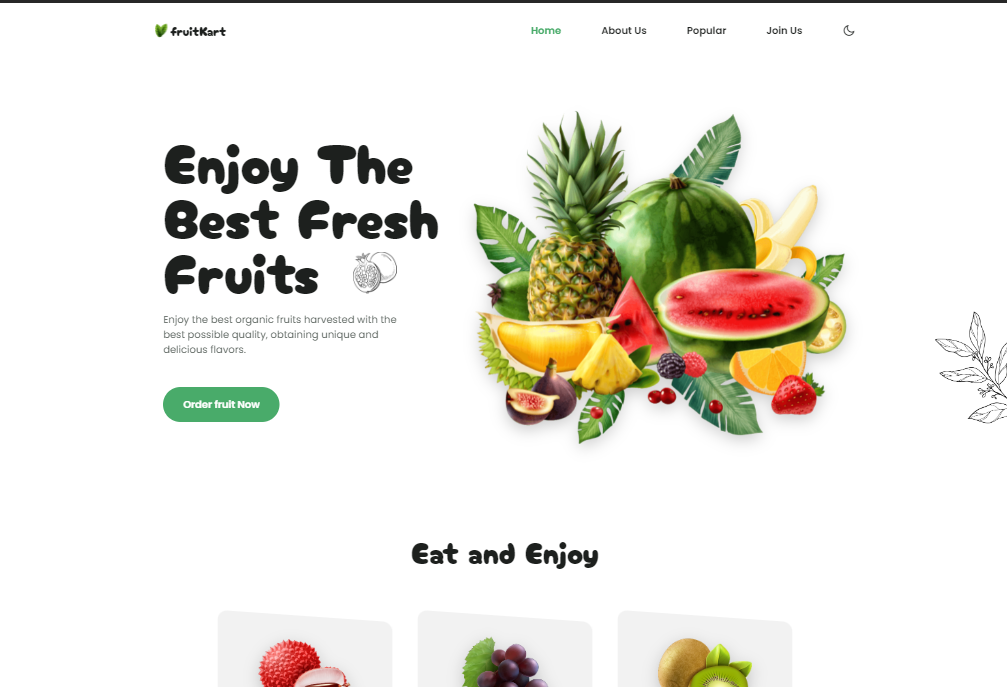 fruitKart
Home
About Us
Popular
Join Us
Enjoy The
Best Fresh
Fruits
Enjoy the best organic fruits harvested with the
best possible quality, obtaining unique and
delicious flavors.
Order fruit Now
Eat and Enjoy